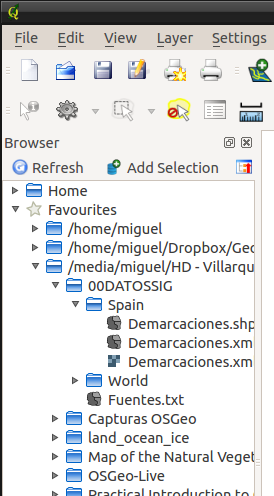 File Edit View Layer Settings
Browser
Refresh Add Selection
Home
Favourites
/home/miguel
/home/miguel/Dropbox/Geo
/media/miguel/HD - Villarqu
00DATOSSIG
Spain
Demarcaciones.shp
Demarcaciones.xm
Demarcaciones.xm
World
Fuentes.txt
Capturas OSGeo
land_ocean_ice
Map of the Natural Veget
OSGeo-Live
Practical Introduction to